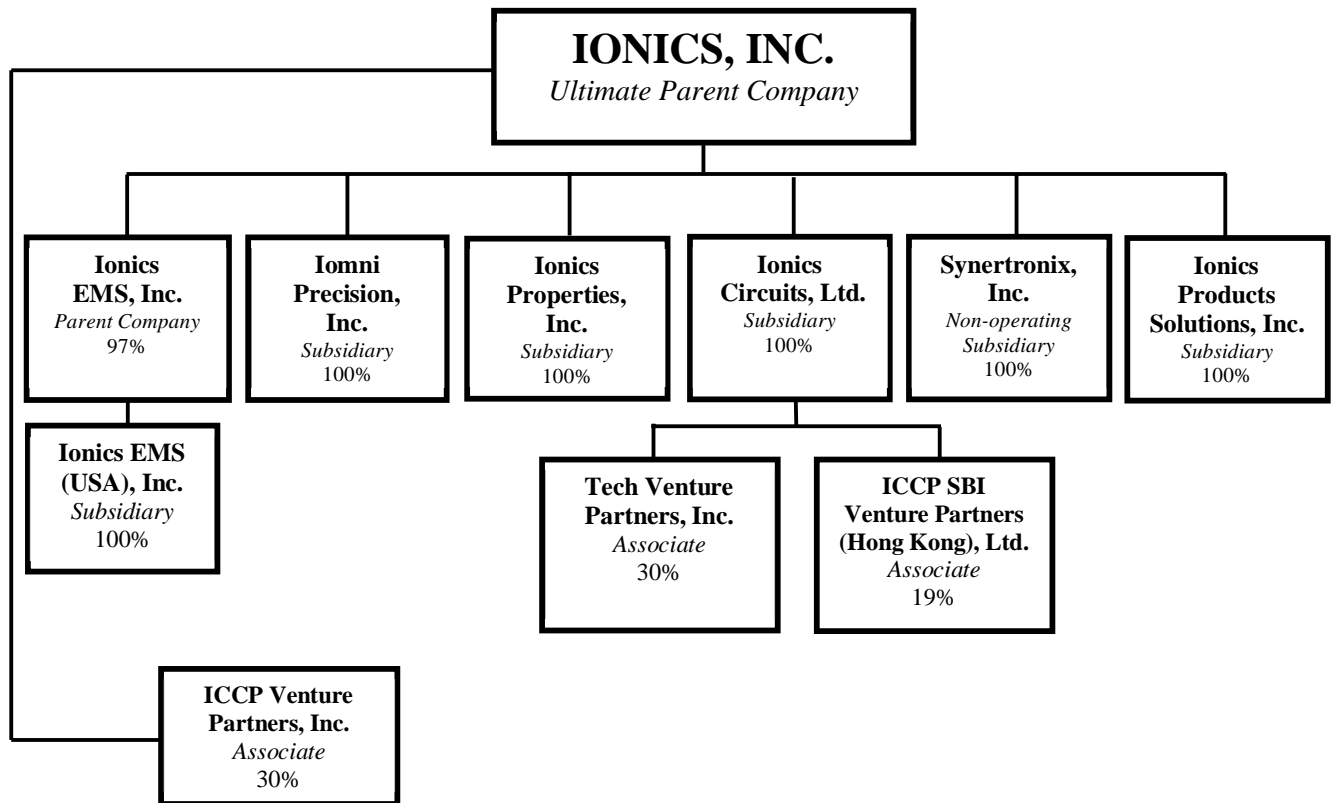 IONICS, INC.
Ultimate Parent Company
Ionics
EMS, Inc.
Parent Company
97%
Iomni
Precision,
Inc.
Subsidiary
100%
Ionics
Properties,
Inc.
Subsidiary
100%
Ionics
Circuits, Ltd.
Subsidiary
100%
Synertronix,
Inc.
Non-operating
Subsidiary
100%
Ionics
Products
Solutions, Inc.
Subsidiary
100%
Ionics EMS
(USA), Inc.
Subsidiary
100%
Tech Venture
Partners, Inc.
Associate
30%
ICCP SBI
Venture Partners
(Hong Kong), Ltd.
Associate
19%
ICCP Venture
Partners, Inc.
Associate
30%